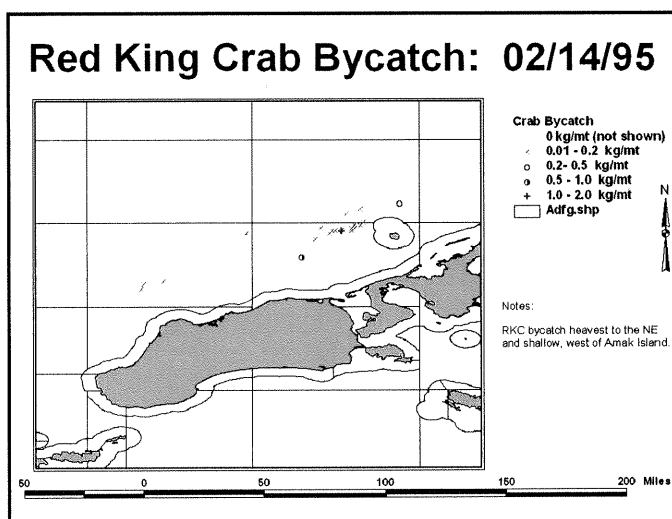 Red King Crab Bycatch: 02/14/95
Crab Bycatch
0 kg/mt (not shown)
0.01 - 0.2 kg/mt
0.2- 0.5 kg/mt
0.5 - 1.0 kg/mt
1.0 - 2.0 kg/mt
Adfg.shp
N
Notes:
RKC bycatch heavest to the NE
and shallow, west of Amak Island.
50 0 50 100 150 200 Miles